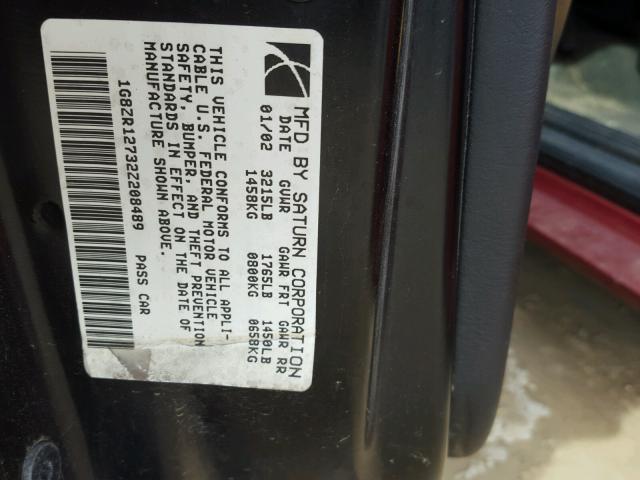 MFD BY SATURN CORPORATION
DATE GVWR GAWR FRT GAWR RR
01/02 3215LB 1765LB 1450LB
1458KG 0800KG 0658KG
THIS VEHICLE CONFORMS TO ALL APPLI-
CABLE U.S. FEDERAL MOTOR VEHICLE
SAFETY, BUMPER, AND THEFT PREVENTION
STANDARDS IN EFFECT ON THE DATE OF
MANUFACTURE SHOWN ABOVE.
1G8ZR12732Z208489 PASS CAR